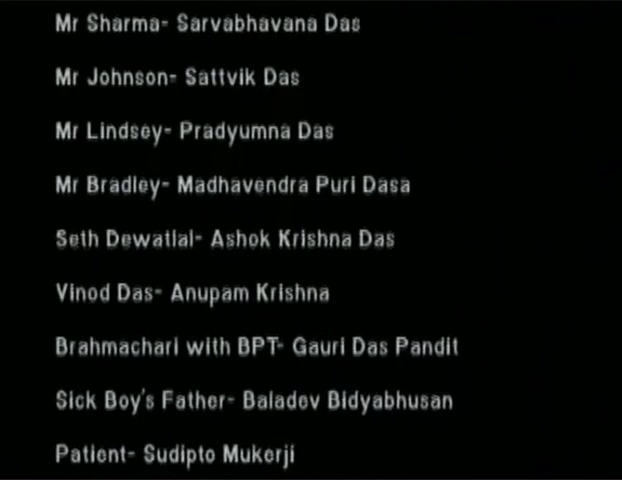 Mr Sharma- Sarvabhavana Das
Mr Johnson- Sattvik Das
Mr Lindsey- Pradyumna Das
Mr Bradley- Madhavendra Puri Dasa
Seth Dewatlal- Ashok Krishna Das
Vinod Das- Anupam Krishna
Brahmachari with BPT- Gauri Das Pandit
Sick Boy's Father- Baladev Bidyabhusan
Patient- Sudipto Mukerji